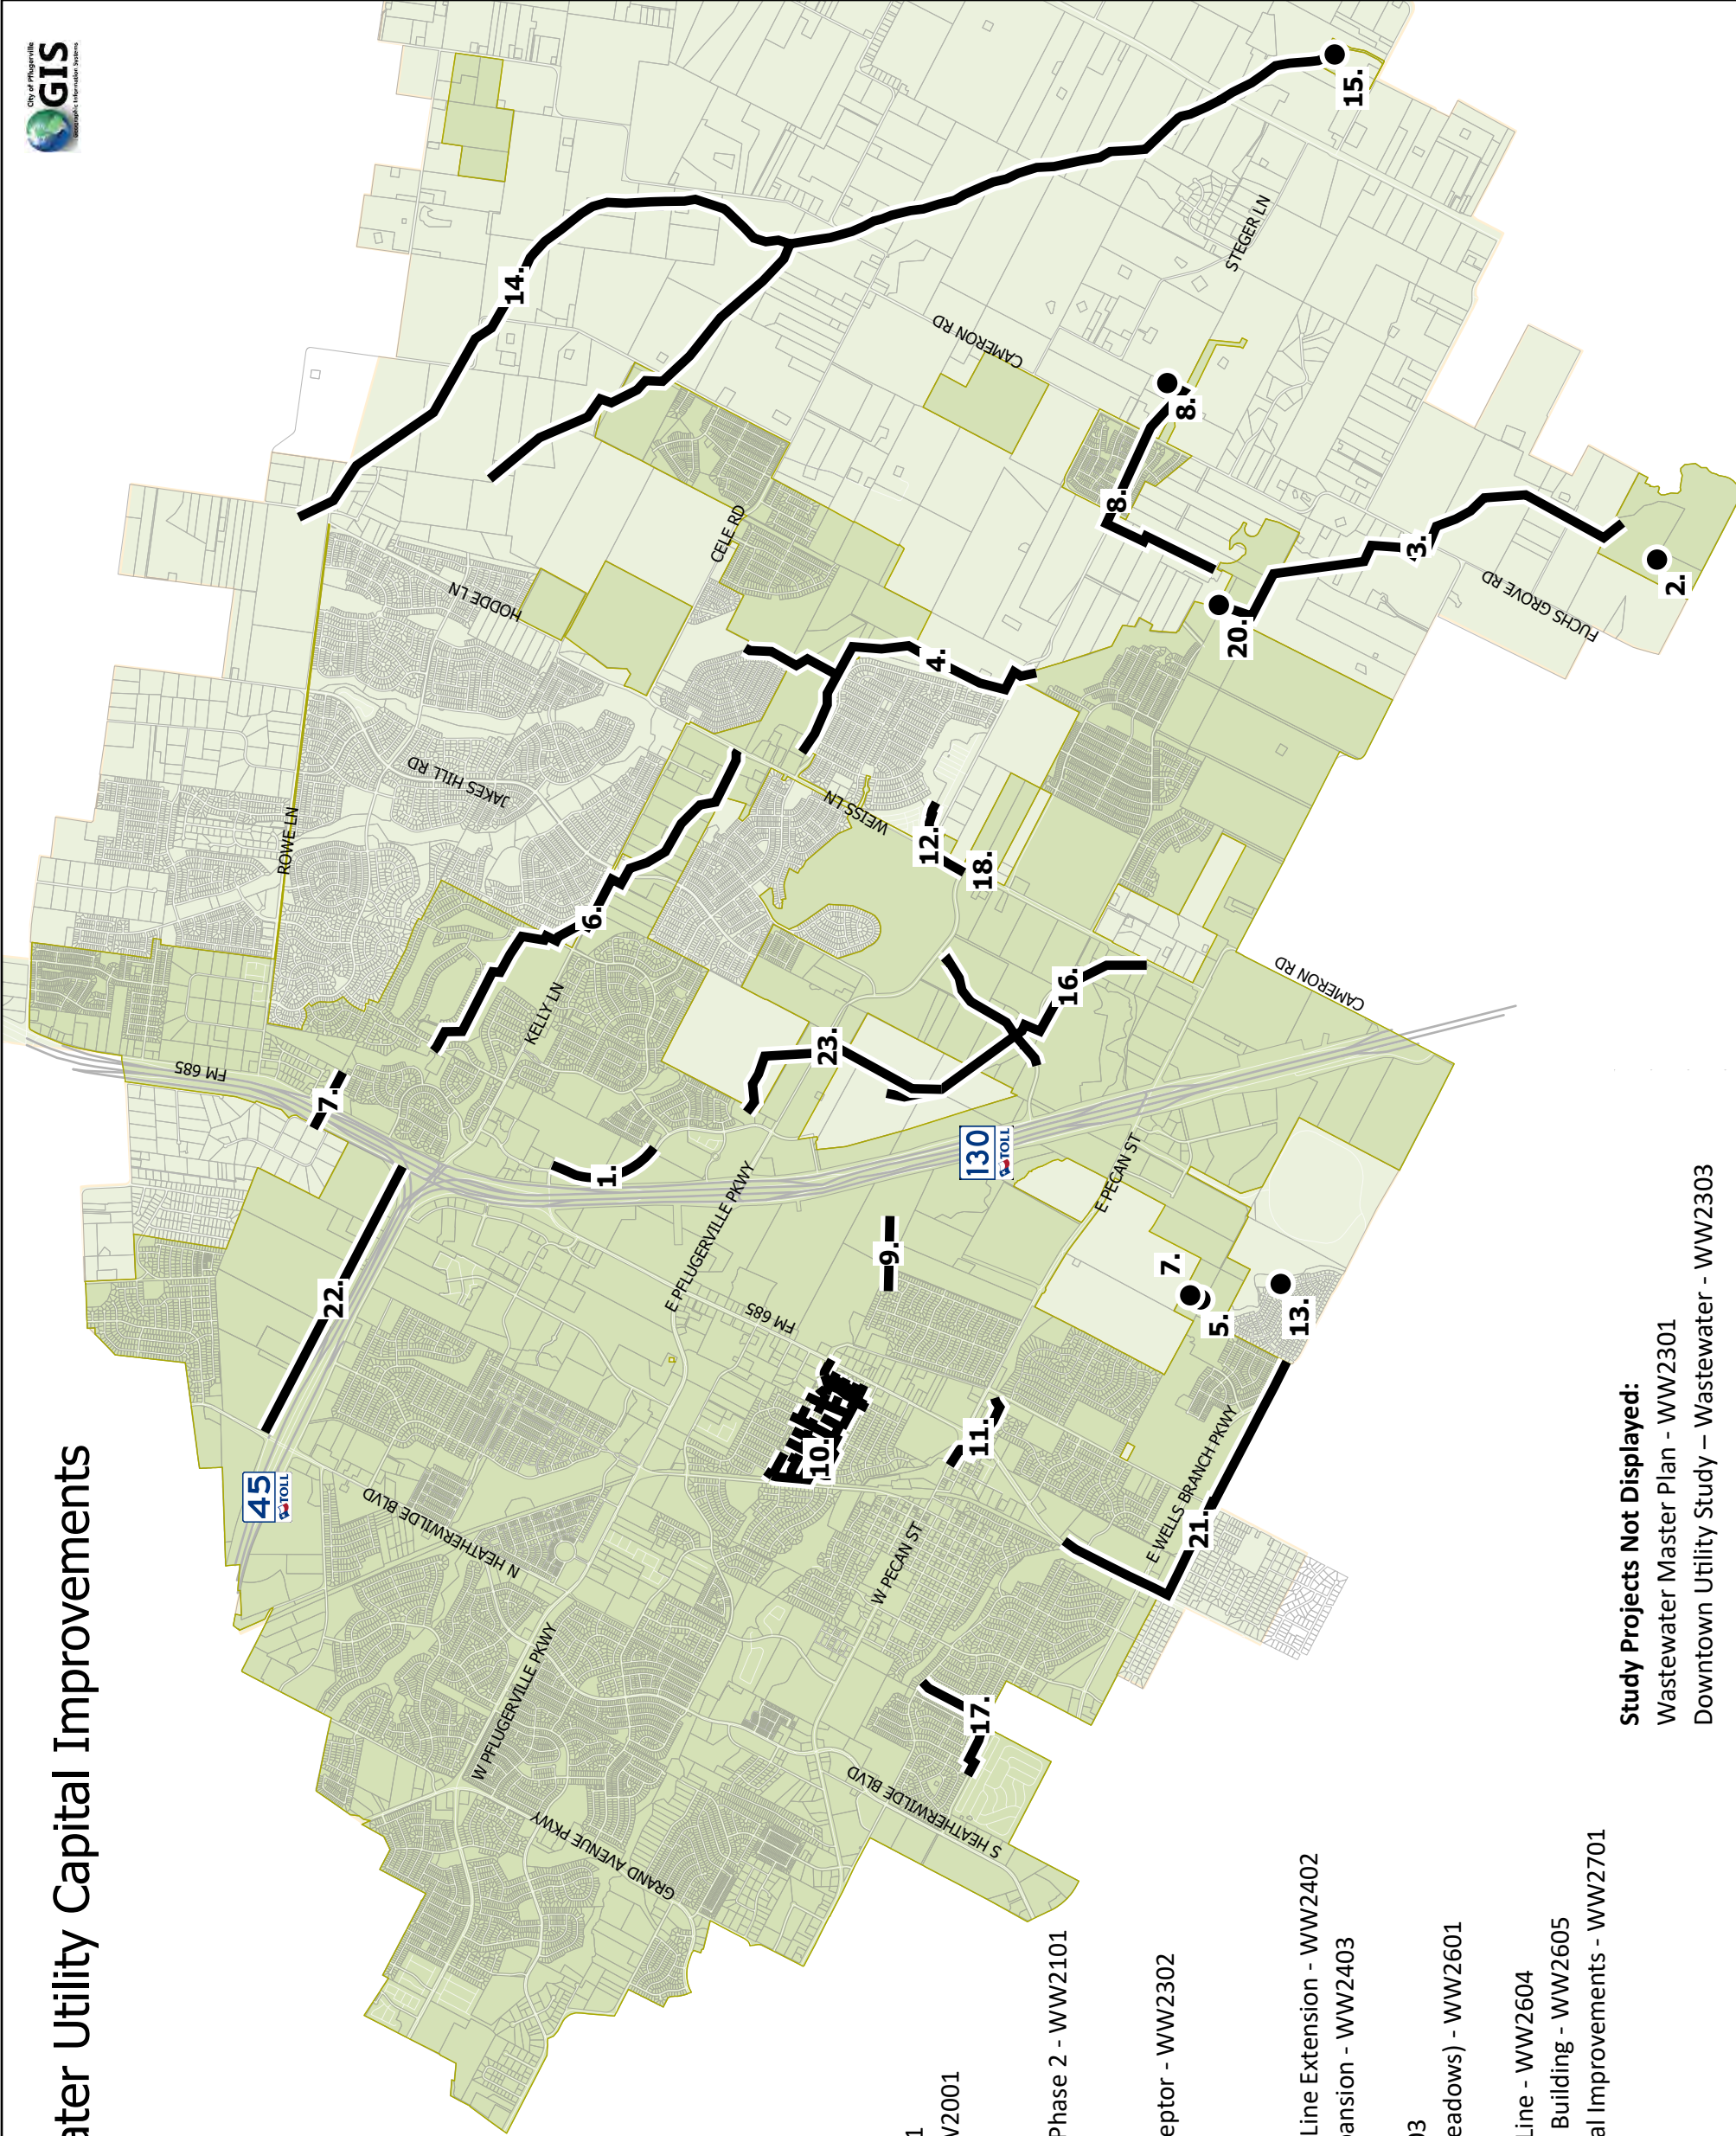 ater Utility Capital Improvements
City of Pflugerville
GIS
Geographic Information Systems
45
TOLL
130
TOLL
ROWE LN
HODDE LN
JAKES HILL RD
CELE RD
CAMERON RD
STEGER LN
FUCHS GROVE RD
WEISS LN
KELLY LN
FM 685
E PFLUGERVILLE PKWY
FM 685
CAMERON RD
E PECAN ST
E WELLS BRANCH PKWY
W PECAN ST
N HEATHERWILDE BLVD
W PFLUGERVILLE PKWY
GRAND AVENUE PKWY
S HEATHERWILDE BLVD
1.
2.
3.
4.
5.
6.
7.
7.
8.
8.
9.
10.
11.
12.
13.
14.
15.
16.
17.
18.
20.
21.
22.
23.
1
W2001
Phase 2 - WW2101
eptor - WW2302
Line Extension - WW2402
pansion - WW2403
03
eadows) - WW2601
Line - WW2604
Building - WW2605
al Improvements - WW2701
Study Projects Not Displayed:
Wastewater Master Plan - WW2301
Downtown Utility Study – Wastewater - WW2303